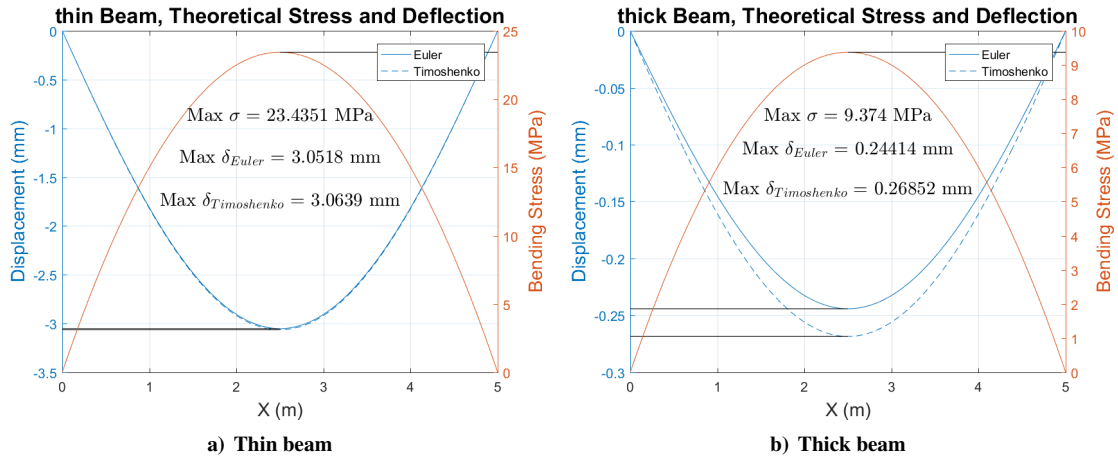 thin Beam, Theoretical Stress and Deflection
0
-0.5
-1
-1.5
-2
-2.5
-3
-3.5
Displacement (mm)
Euler
Timoshenko
Max σ = 23.4351 MPa
Max δEuler = 3.0518 mm
Max δTimoshenko = 3.0639 mm
25
20
15
10
5
0
Bending Stress (MPa)
0 1 2 3 4 5
X (m)
a) Thin beam
thick Beam, Theoretical Stress and Deflection
0
-0.05
-0.1
-0.15
-0.2
-0.25
-0.3
Displacement (mm)
Euler
Timoshenko
Max σ = 9.374 MPa
Max δEuler = 0.24414 mm
Max δTimoshenko = 0.26852 mm
10
9
8
7
6
5
4
3
2
1
0
Bending Stress (MPa)
0 1 2 3 4 5
X (m)
b) Thick beam